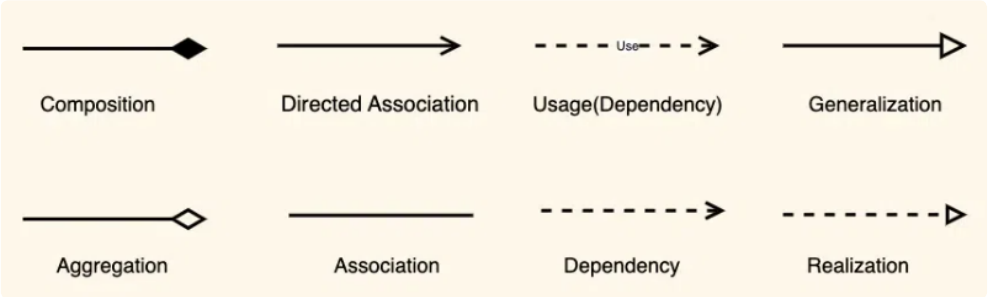 Use
Composition
Directed Association
Usage(Dependency)
Generalization
Aggregation
Association
Dependency
Realization